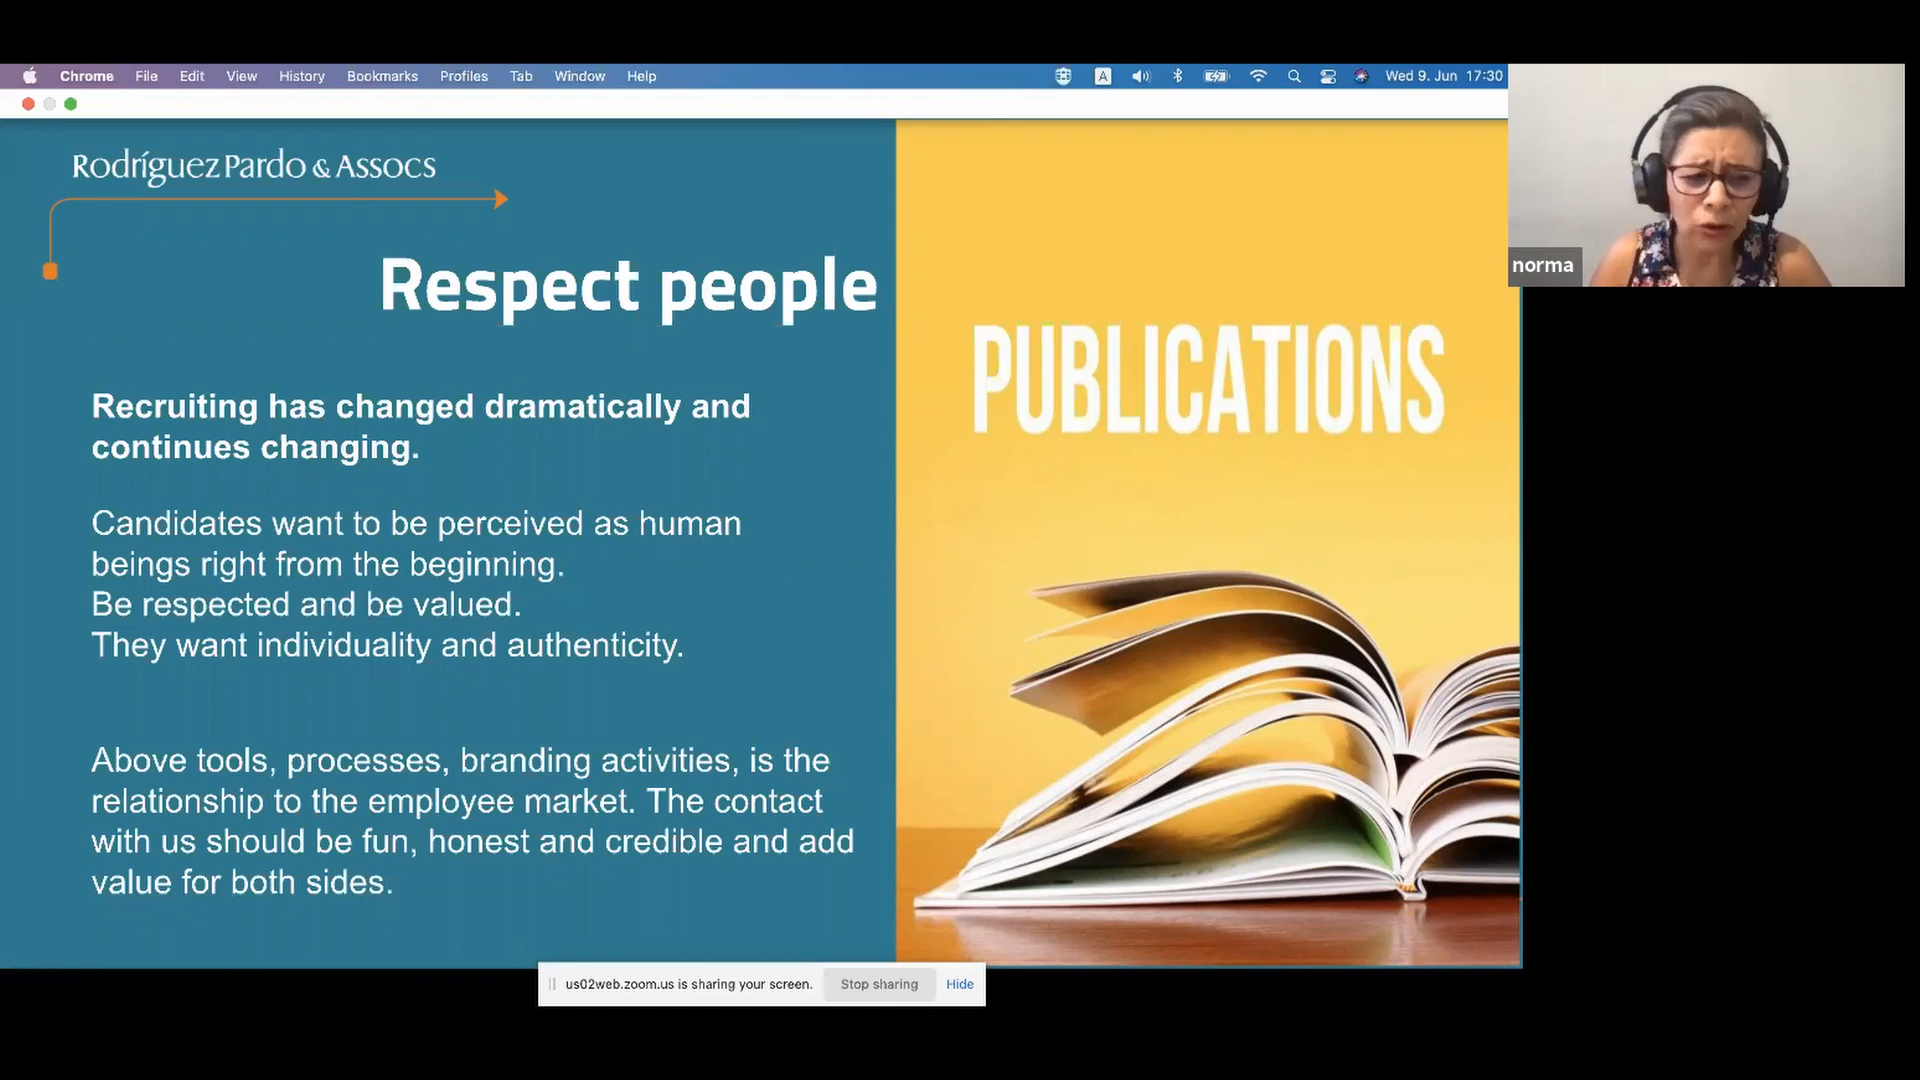 Chrome File Edit View History Bookmarks Profiles Tab Window Help
A
Wed 9. Jun 17:30
norma
Rodríguez Pardo & Assocs
Respect people
Recruiting has changed dramatically and
continues changing.
Candidates want to be perceived as human
beings right from the beginning.
Be respected and be valued.
They want individuality and authenticity.
Above tools, processes, branding activities, is the
relationship to the employee market. The contact
with us should be fun, honest and credible and add
value for both sides.
PUBLICATIONS
us02web.zoom.us is sharing your screen. Stop sharing Hide